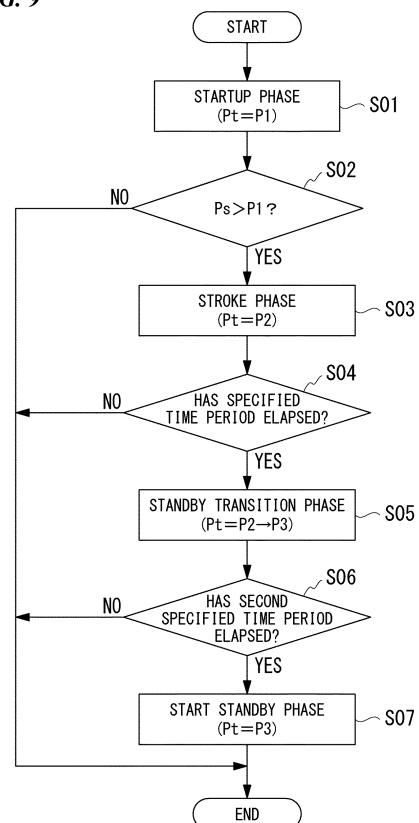 START
STARTUP PHASE
(Pt=P1)
S01
S02
NO
Ps>P1?
YES
STROKE PHASE
(Pt=P2)
S03
S04
NO
HAS SPECIFIED
TIME PERIOD ELAPSED?
YES
STANDBY TRANSITION PHASE
(Pt=P2→P3)
S05
S06
NO
HAS SECOND
SPECIFIED TIME PERIOD
ELAPSED?
YES
START STANDBY PHASE
(Pt=P3)
S07
END